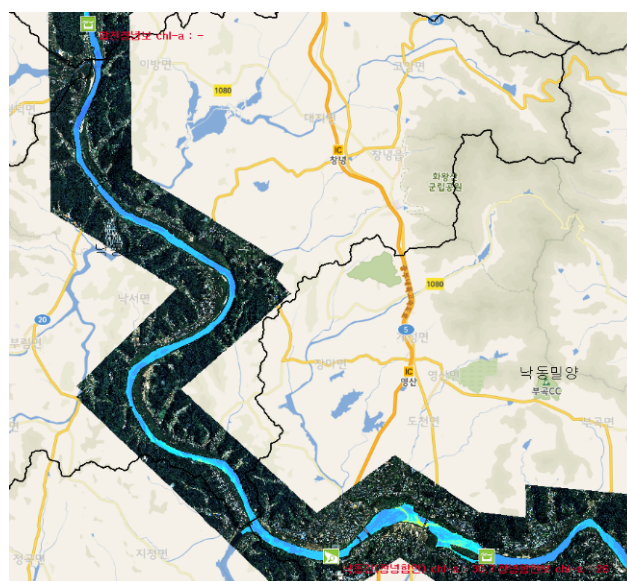 합천창녕보 chl-a : -
이방면
고암면
1080
대지면
IC
창녕
창녕읍
화왕산
군립공원
낙서면
1080
20
5
계성면
부림면
장마면
IC
영산
영산면
낙동밀양
부곡CC
부곡면
도천면
지정면
정곡면